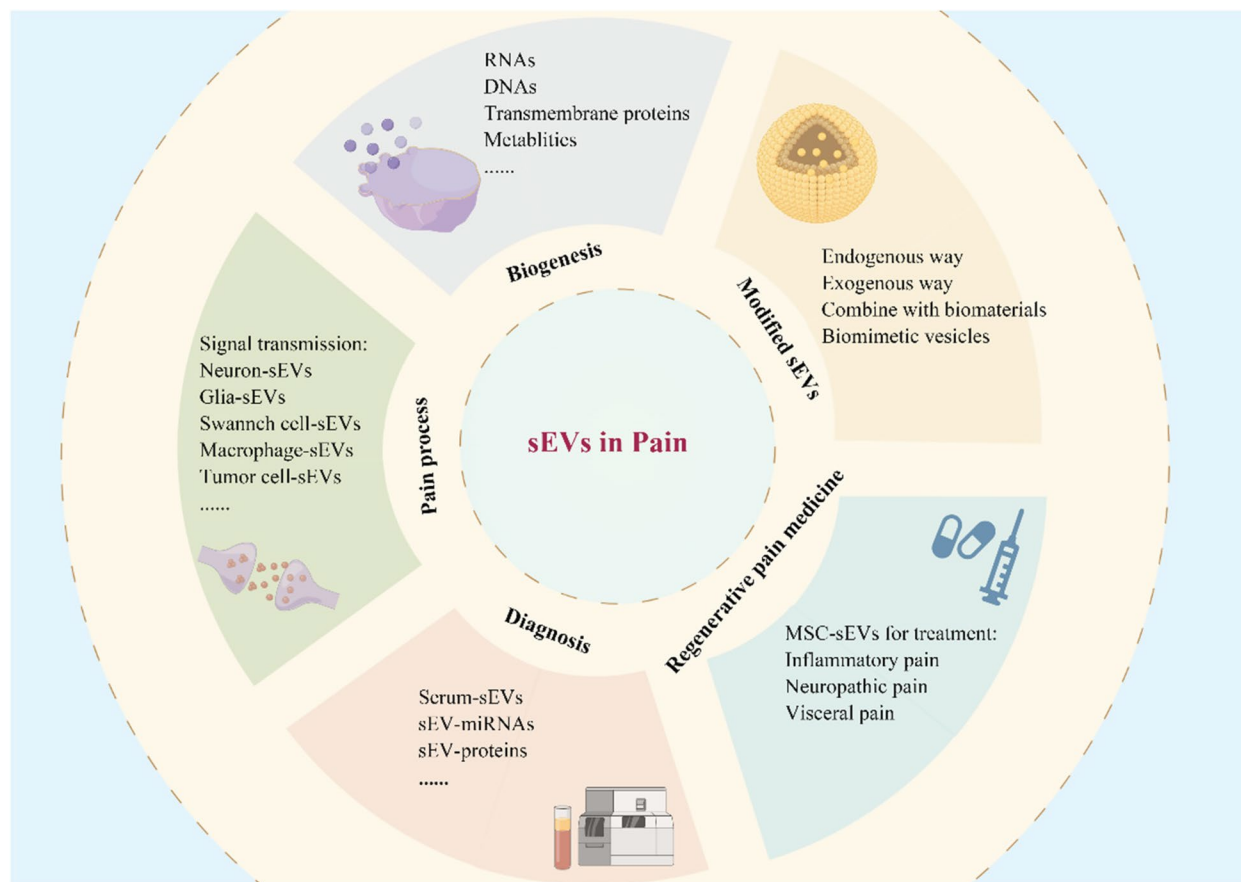 RNAs
DNAs
Transmembrane proteins
Metablitics
......
Biogenesis
Endogenous way
Exogenous way
Combine with biomaterials
Biomimetic vesicles
Modified sEVs
Signal transmission:
Neuron-sEVs
Glia-sEVs
Swannch cell-sEVs
Macrophage-sEVs
Tumor cell-sEVs
......
Pain process
sEVs in Pain
Regenerative pain medicine
MSC-sEVs for treatment:
Inflammatory pain
Neuropathic pain
Visceral pain
Diagnosis
Serum-sEVs
sEV-miRNAs
sEV-proteins
......